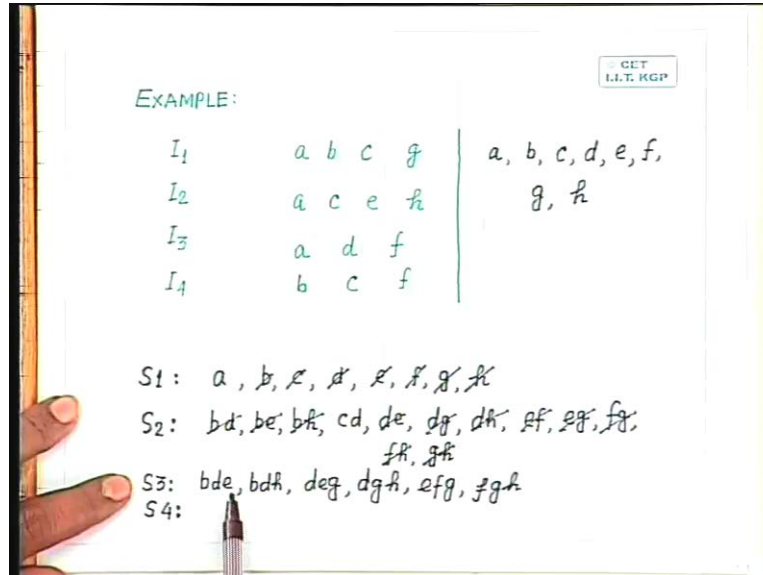 © CET
I.I.T. KGP
EXAMPLE:
I1 a b c g a, b, c, d, e, f,
I2 a c e h g, h
I3 a d f
I4 b c f
S1: a, b, c, d, e, f, g, h
S2: bd, be, bh, cd, de, dg, dh, ef, eg, fg,
fh, gh
S3: bde, bdh, deg, dgh, efg, fgh
S4: